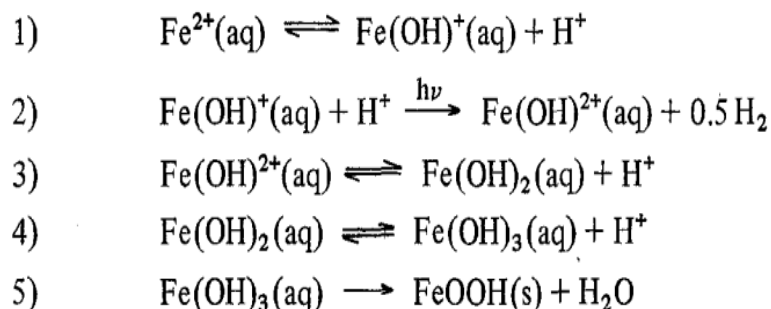 1) Fe²⁺(aq) ⇌ Fe(OH)⁺(aq) + H⁺
2) Fe(OH)⁺(aq) + H⁺ hν⟶ Fe(OH)²⁺(aq) + 0.5 H₂
3) Fe(OH)²⁺(aq) ⇌ Fe(OH)₂(aq) + H⁺
4) Fe(OH)₂(aq) ⇌ Fe(OH)₃(aq) + H⁺
5) Fe(OH)₃(aq) ⟶ FeOOH(s) + H₂O